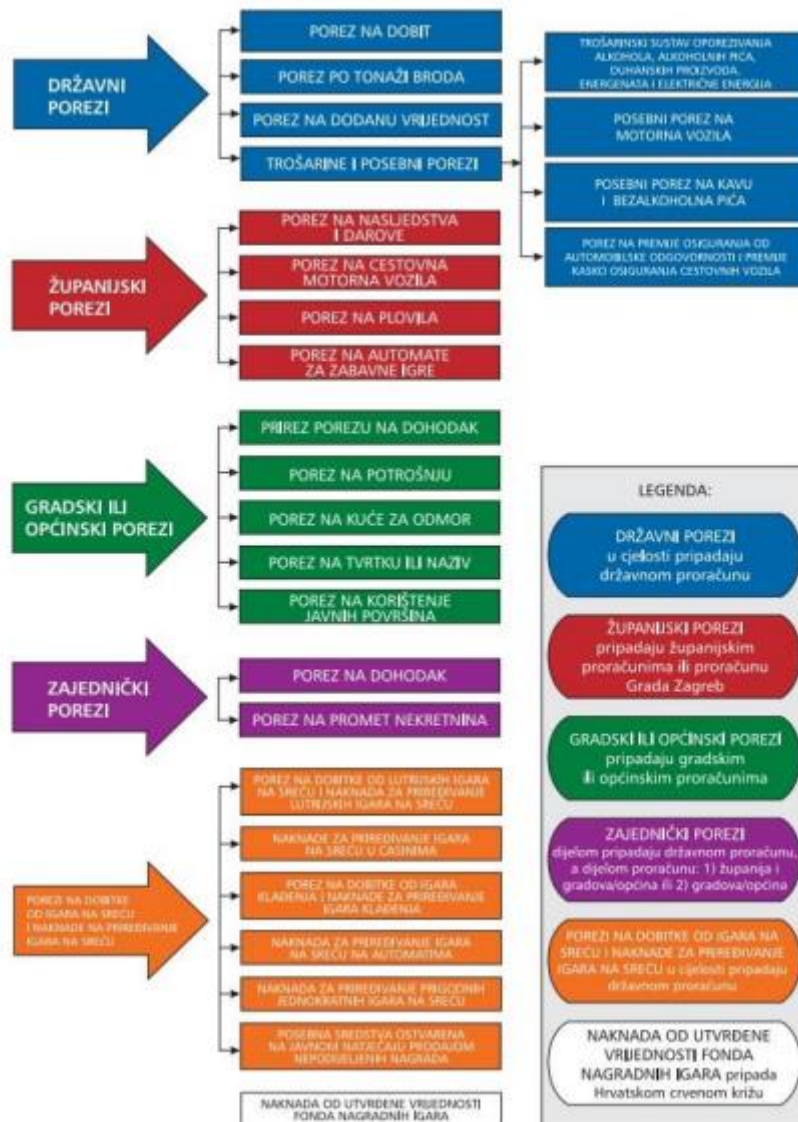 DRŽAVNI
POREZI
POREZ NA DOBIT
POREZ PO TONAŽI BRODA
POREZ NA DODANU VRIJEDNOST
TROŠARINE I POSEBNI POREZI
TROŠARINSKI SUSTAV OPOREZIVANJA
ALKOHOLA, ALKOHOLNIH PIĆA,
DUHANSKIH PROIZVODA,
ENERGENATA I ELEKTRIČNE ENERGIJA
POSEBNI POREZ NA
MOTORNA VOZILA
POSEBNI POREZ NA KAVU
I BEZALKOHOLNA PIĆA
POREZ NA PREMIJE OSIGURANJA OD
AUTOMOBILSKE ODGOVORNOSTI I PREMIJE
KASKO OSIGURANJA CESTOVNIH VOZILA
ŽUPANIJSKI
POREZI
POREZ NA NASLJEDSTVA
I DAROVE
POREZ NA CESTOVNA
MOTORNA VOZILA
POREZ NA PLOVILA
POREZ NA AUTOMATE
ZA ZABAVNE IGRE
GRADSKI ILI
OPĆINSKI POREZI
PRIREZ POREZU NA DOHODAK
POREZ NA POTROŠNJU
POREZ NA KUĆE ZA ODMOR
POREZ NA TVRTKU ILI NAZIV
POREZ NA KORIŠTENJE
JAVNIH POVRŠINA
ZAJEDNIČKI
POREZI
POREZ NA DOHODAK
POREZ NA PROMET NEKRETNINA
POREZI NA DOBITKE
OD IGARA NA SREĆU
I NAKNADE NA PRIREĐIVANJE
IGARA NA SREĆU
POREZ NA DOBITKE OD LUTRIJSKIH IGARA
NA SREĆU I NAKNADA ZA PRIREĐIVANJE
LUTRIJSKIH IGARA NA SREĆU
NAKNADE ZA PRIREĐIVANJE IGARA
NA SREĆU U CASINIMA
POREZ NA DOBITKE OD IGARA
KLAĐENJA I NAKNADE ZA PRIREĐIVANJE
IGARA KLAĐENJA
NAKNADA ZA PRIREĐIVANJE IGARA
NA SREĆU NA AUTOMATIMA
NAKNADA ZA PRIREĐIVANJE PRIGODNIH
JEDNOKRATNIH IGARA NA SREĆU
POSEBNA SREDSTVA OSTVARENA
NA JAVNOM NATJEČAJU PRODAJOM
NEPODIJELJENIH NAGRADA
NAKNADA OD UTVRĐENE VRIJEDNOSTI
FONDA NAGRADNIH IGARA
LEGENDA:
DRŽAVNI POREZI
u cjelosti pripadaju
državnom proračunu
ŽUPANIJSKI POREZI
pripadaju županijskim
proračunima ili proračunu
Grada Zagreb
GRADSKI ILI OPĆINSKI POREZI
pripadaju gradskim
ili općinskim proračunima
ZAJEDNIČKI POREZI
dijelom pripadaju državnom proračunu,
a dijelom proračunu: 1) županija i
gradova/općina ili 2) gradova/općina
POREZI NA DOBITKE OD IGARA NA
SREĆU I NAKNADE ZA PRIREĐIVANJE
IGARA NA SREĆU u cijelosti pripadaju
državnom proračunu
NAKNADA OD UTVRĐENE
VRIJEDNOSTI FONDA
NAGRADNIH IGARA pripada
Hrvatskom crvenom križu